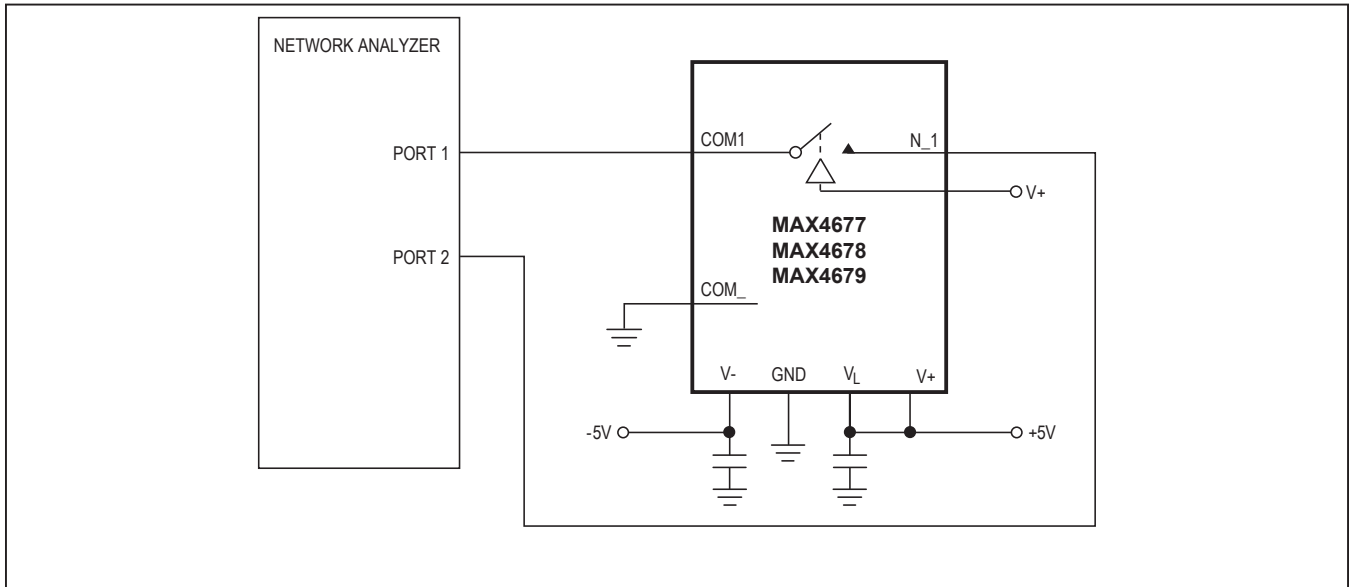 NETWORK ANALYZER
PORT 1
COM1
N_1
V+
MAX4677
MAX4678
MAX4679
PORT 2
COM_
V-
GND
VL
V+
-5V
+5V